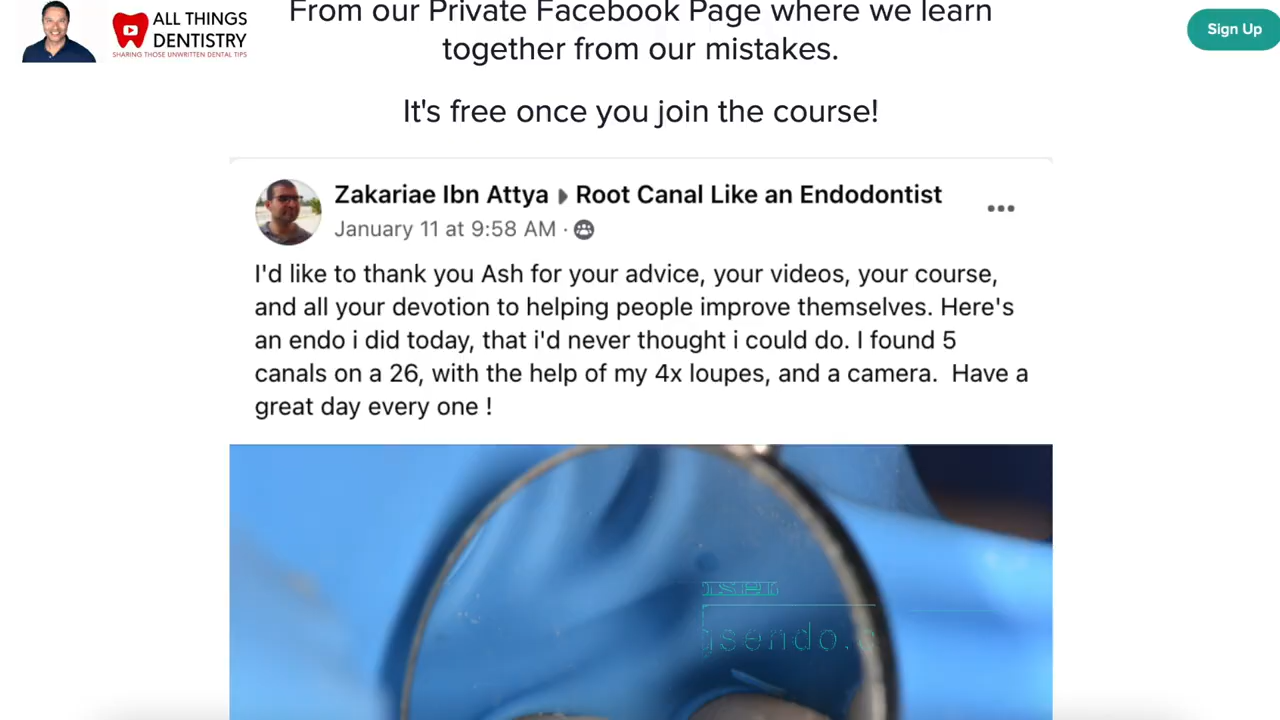 From our Private Facebook Page where we learn
together from our mistakes.
ALL THINGS
DENTISTRY
SHARING THOSE UNWRITTEN DENTAL TIPS
Sign Up
It's free once you join the course!
Zakariae Ibn Attya ▸ Root Canal Like an Endodontist
January 11 at 9:58 AM ·
I'd like to thank you Ash for your advice, your videos, your course,
and all your devotion to helping people improve themselves. Here's
an endo i did today, that i'd never thought i could do. I found 5
canals on a 26, with the help of my 4x loupes, and a camera. Have a
great day every one !